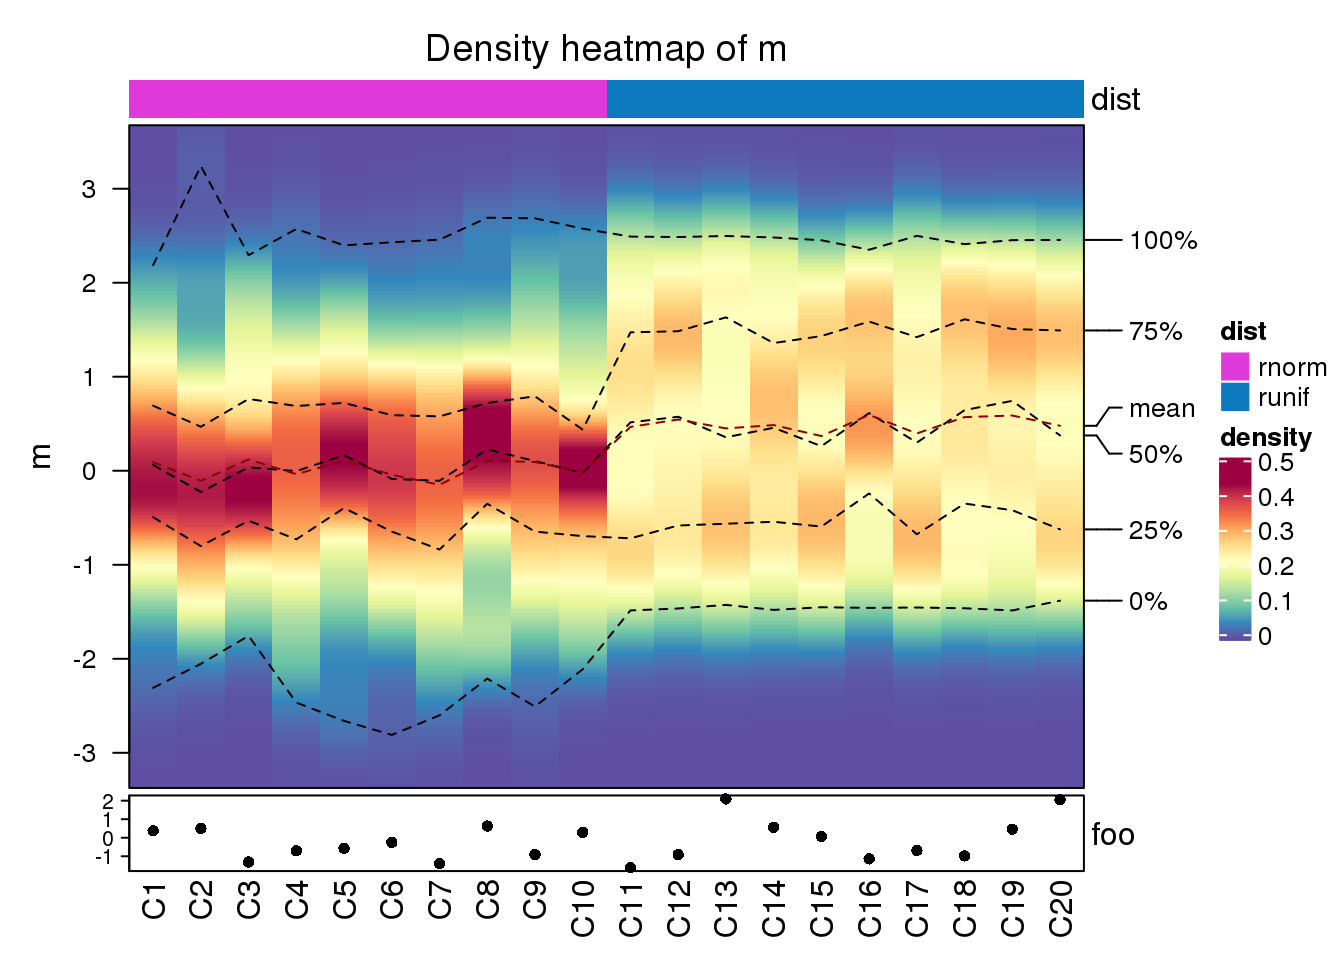 Density heatmap of m
dist
m
3
2
1
0
-1
-2
-3
100%
75%
mean
50%
25%
0%
dist
rnorm
runif
density
0.5
0.4
0.3
0.2
0.1
0
2
1
0
-1
foo
C1 C2 C3 C4 C5 C6 C7 C8 C9 C10 C11 C12 C13 C14 C15 C16 C17 C18 C19 C20